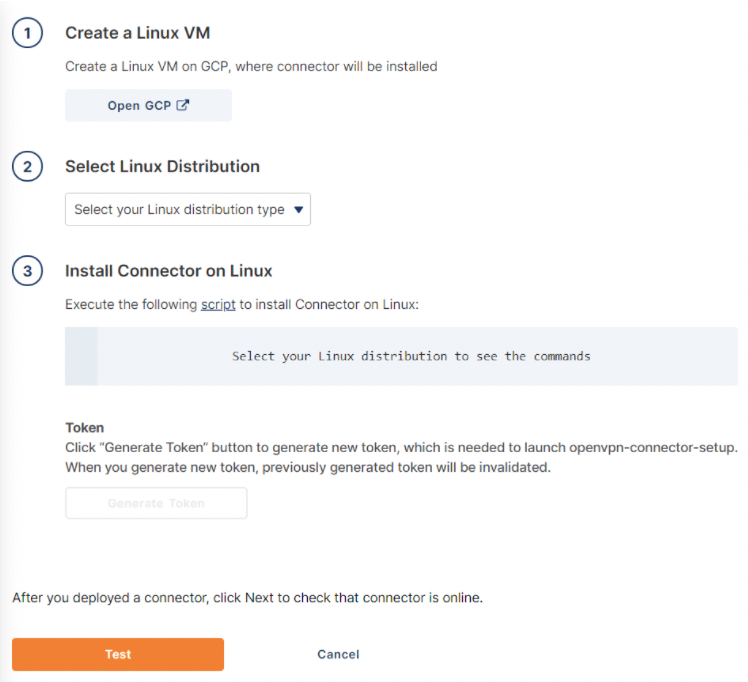 1
Create a Linux VM
Create a Linux VM on GCP, where connector will be installed
Open GCP
2
Select Linux Distribution
Select your Linux distribution type
3
Install Connector on Linux
Execute the following script to install Connector on Linux:
Select your Linux distribution to see the commands
Token
Click “Generate Token” button to generate new token, which is needed to launch openvpn-connector-setup.
When you generate new token, previously generated token will be invalidated.
Generate Token
After you deployed a connector, click Next to check that connector is online.
Test
Cancel